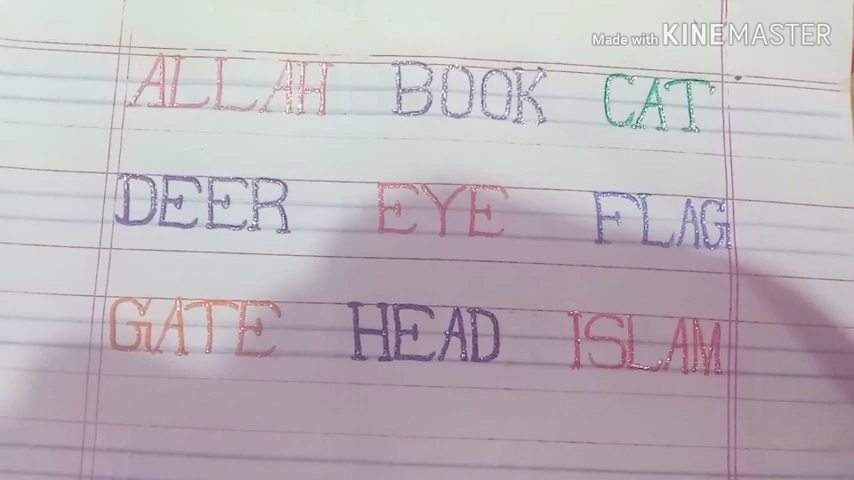 Made with KINEMASTER
ALLAH BOOK CAT
DEER EYE FLAG
GATE HEAD ISLAM